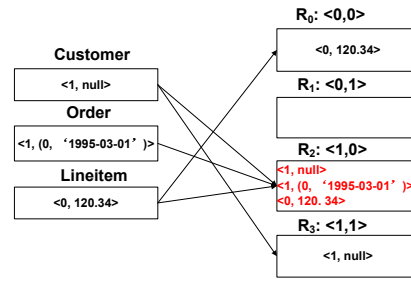 Customer
<1, null>
Order
<1, (0, ‘1995-03-01’)>
Lineitem
<0, 120.34>
R₀: <0,0>
<0, 120.34>
R₁: <0,1>
R₂: <1,0>
<1, null>
<1, (0, ‘1995-03-01’)>
<0, 120. 34>
R₃: <1,1>
<1, null>